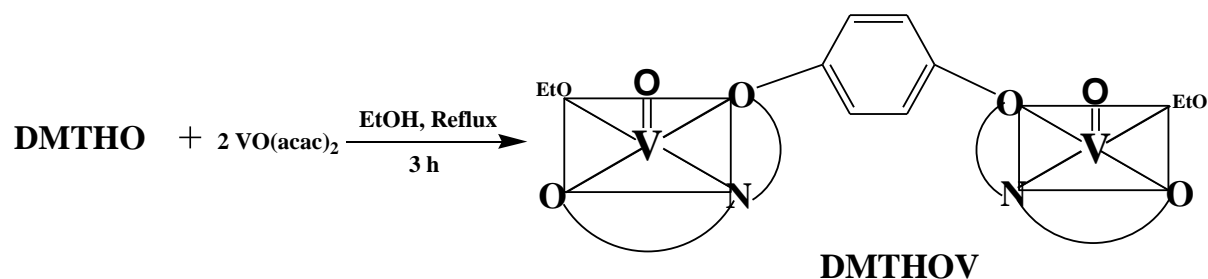 DMTHO + 2 VO(acac)₂
EtOH, Reflux
3 h
O
EtO
O
V
O
N
O
O
EtO
V
N
O
DMTHOV